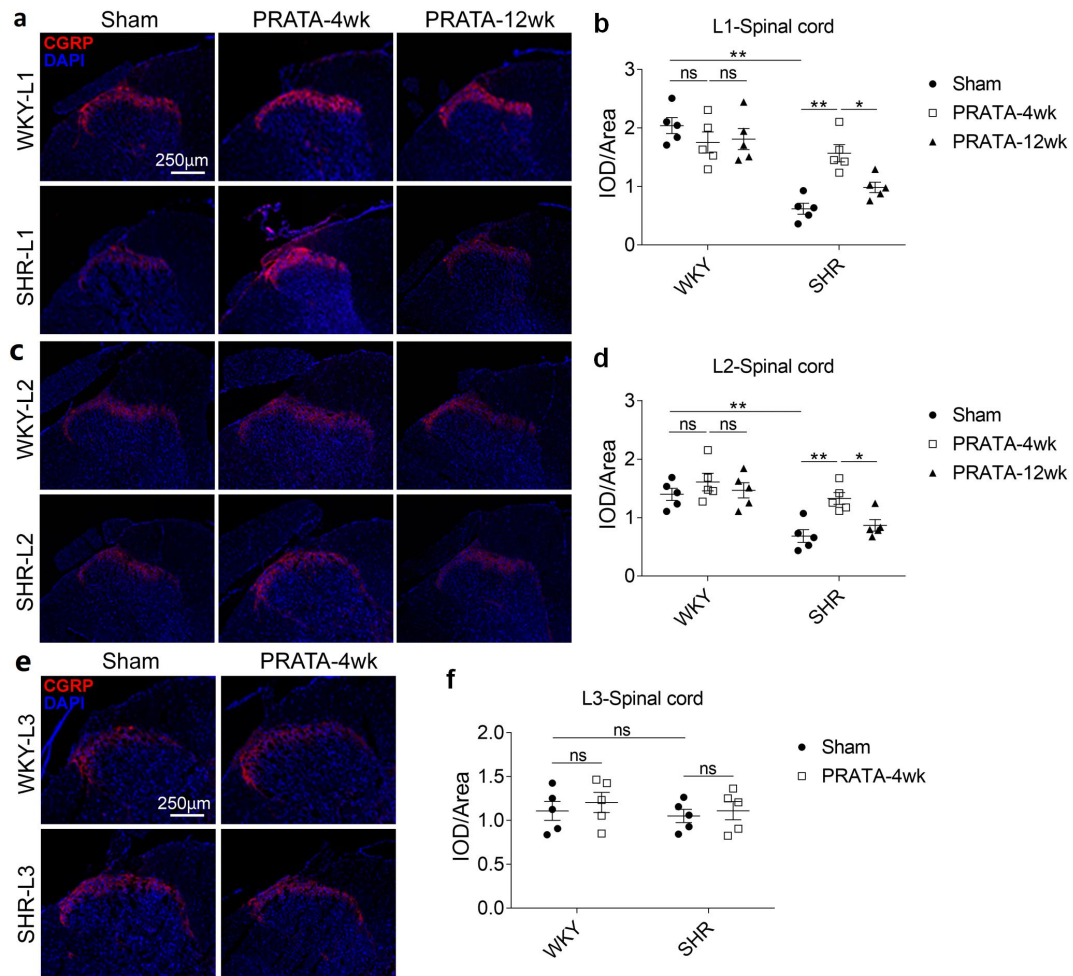 a
Sham PRATA-4wk PRATA-12wk
CGRP
DAPI
WKY-L1
250μm
SHR-L1
b
L1-Spinal cord
** 
ns ns ** *
3
2
1
0
IOD/Area
WKY SHR
Sham
PRATA-4wk
PRATA-12wk
c
WKY-L2
SHR-L2
d
L2-Spinal cord
**
ns ns ** *
3
2
1
0
IOD/Area
WKY SHR
Sham
PRATA-4wk
PRATA-12wk
e
Sham PRATA-4wk
CGRP
DAPI
WKY-L3
250μm
SHR-L3
f
L3-Spinal cord
ns
ns ns
2.0
1.5
1.0
0.5
0.0
IOD/Area
WKY SHR
Sham
PRATA-4wk